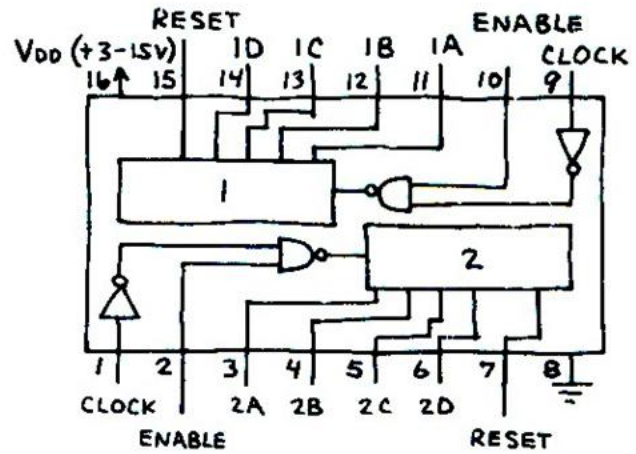 RESET ENABLE
VDD (+3-15V) 1D 1C 1B 1A CLOCK
16 15 14 13 12 11 10 9
1
2
1 2 3 4 5 6 7 8
CLOCK 2A 2B 2C 2D
ENABLE RESET